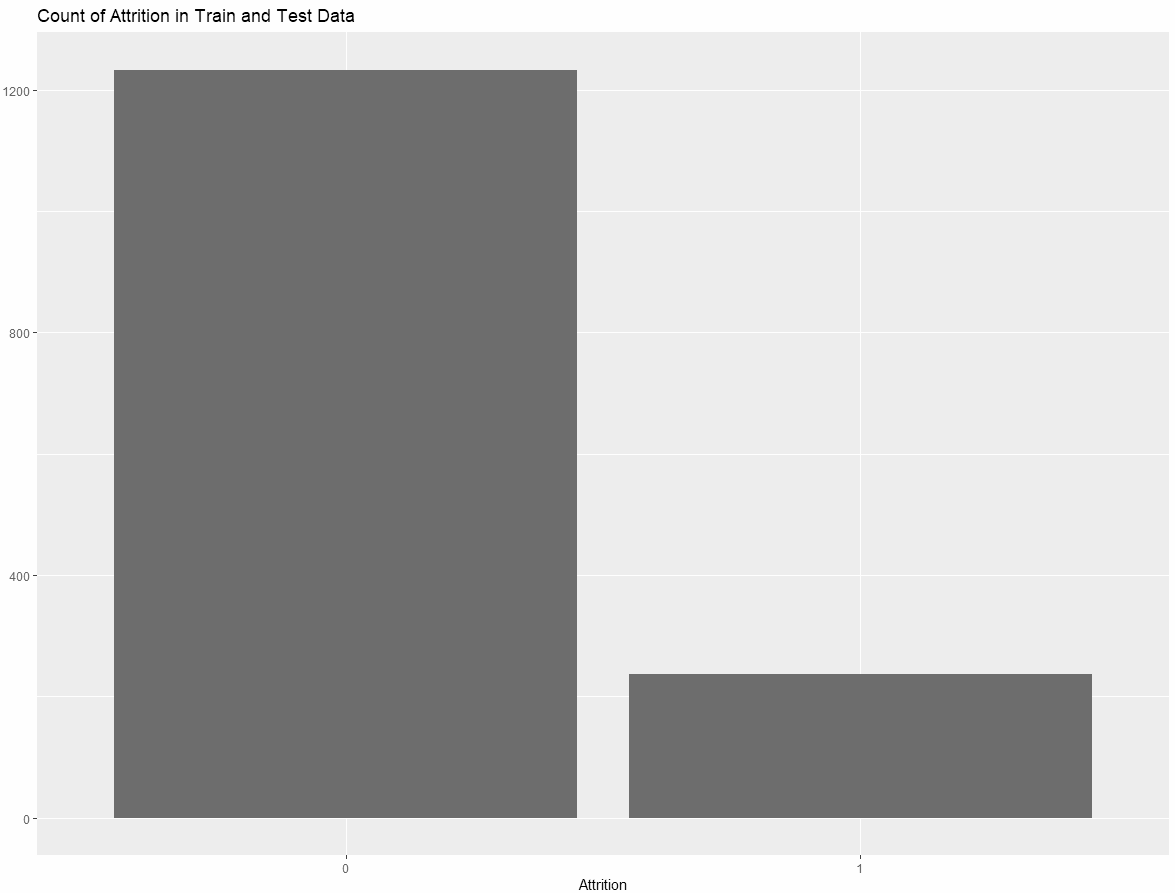 Count of Attrition in Train and Test Data
1200
800
400
0
0 1
Attrition